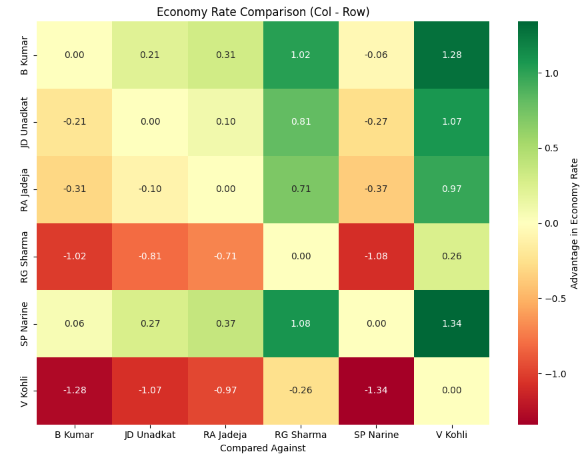 Economy Rate Comparison (Col - Row)
B Kumar 0.00 0.21 0.31 1.02 -0.06 1.28
JD Unadkat -0.21 0.00 0.10 0.81 -0.27 1.07
RA Jadeja -0.31 -0.10 0.00 0.71 -0.37 0.97
RG Sharma -1.02 -0.81 -0.71 0.00 -1.08 0.26
SP Narine 0.06 0.27 0.37 1.08 0.00 1.34
V Kohli -1.28 -1.07 -0.97 -0.26 -1.34 0.00
B Kumar JD Unadkat RA Jadeja RG Sharma SP Narine V Kohli
Compared Against
1.0
0.5
0.0
−0.5
−1.0
Advantage in Economy Rate